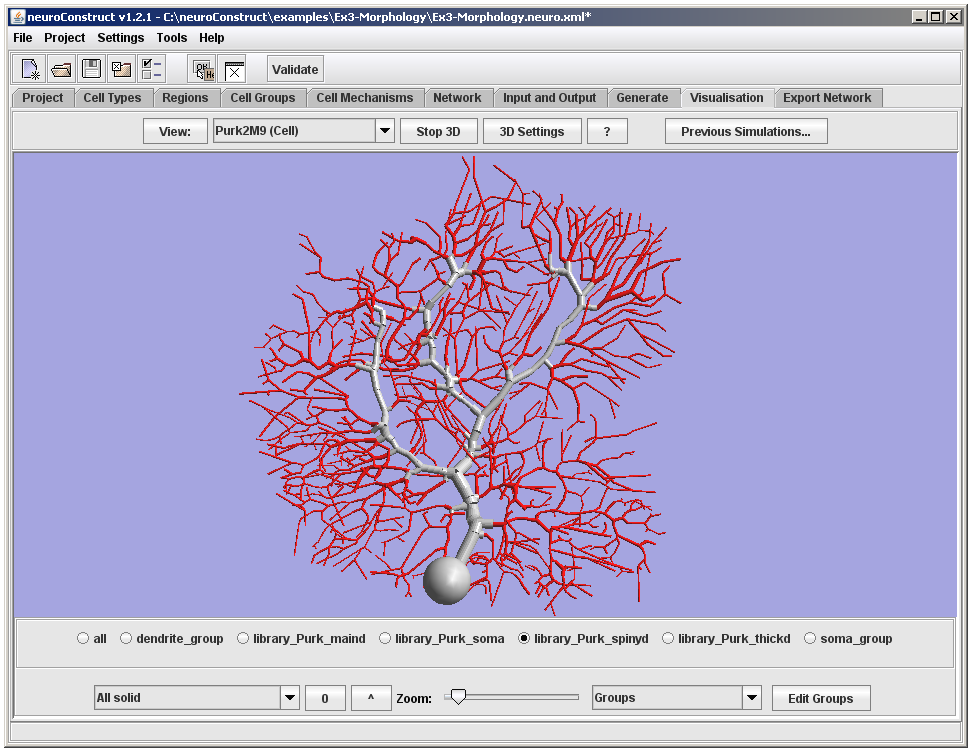 neuroConstruct v1.2.1 - C:\neuroConstruct\examples\Ex3-Morphology\Ex3-Morphology.neuro.xml*
File Project Settings Tools Help
Validate
Project Cell Types Regions Cell Groups Cell Mechanisms Network Input and Output Generate Visualisation Export Network
View: Purk2M9 (Cell) Stop 3D 3D Settings ? Previous Simulations...
all dendrite_group library_Purk_maind library_Purk_soma library_Purk_spinyd library_Purk_thickd soma_group
All solid 0 ^ Zoom: Groups Edit Groups